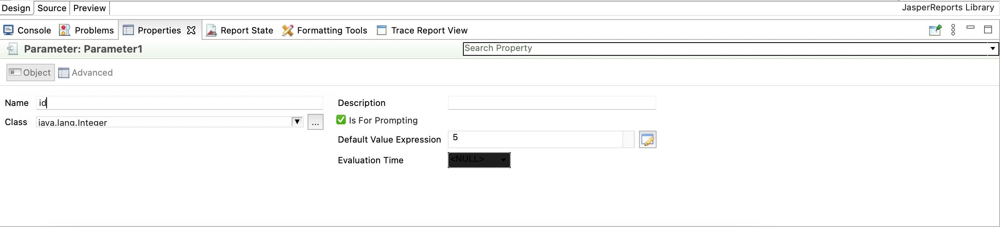 Design Source Preview JasperReports Library
Console Problems Properties Report State Formatting Tools Trace Report View
Parameter: Parameter1 Search Property
# Object Advanced
Name id Description
Class java.lang.Integer ... Is For Prompting
Default Value Expression 5
Evaluation Time <NULL>